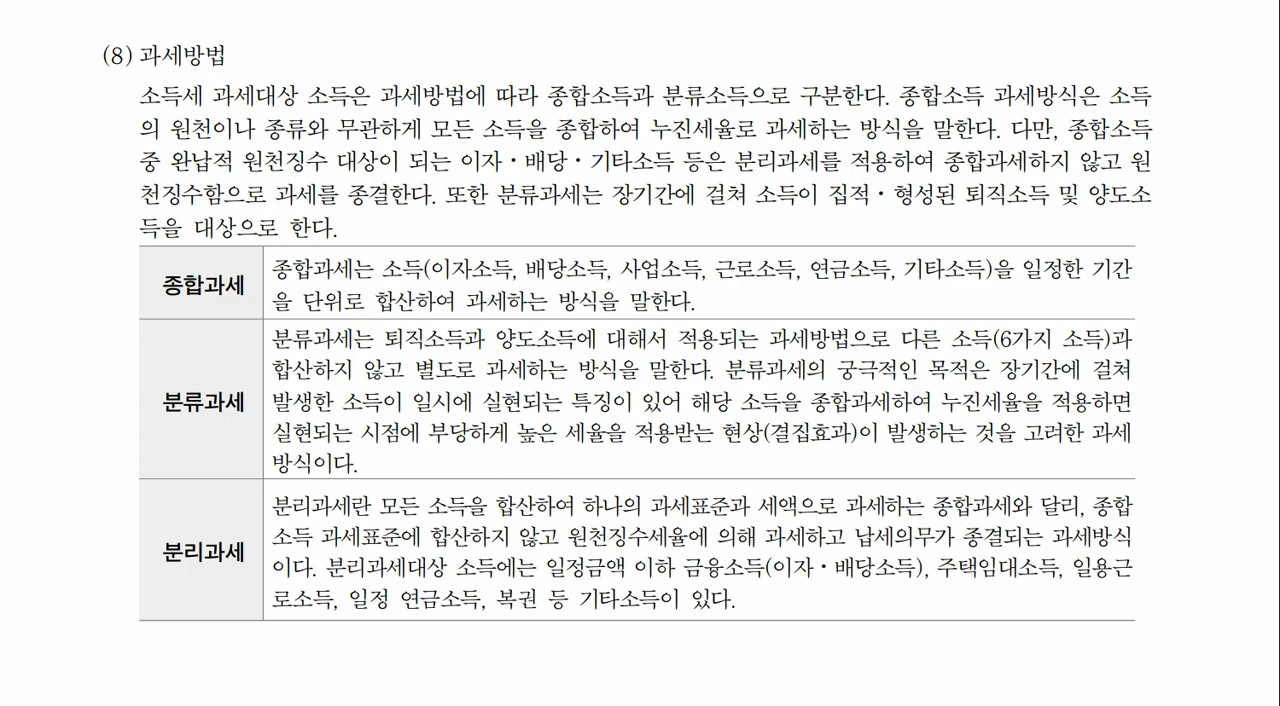 (8) 과세방법
소득세 과세대상 소득은 과세방법에 따라 종합소득과 분류소득으로 구분한다. 종합소득 과세방식은 소득
의 원천이나 종류와 무관하게 모든 소득을 종합하여 누진세율로 과세하는 방식을 말한다. 다만, 종합소득
중 완납적 원천징수 대상이 되는 이자·배당·기타소득 등은 분리과세를 적용하여 종합과세하지 않고 원
천징수함으로 과세를 종결한다. 또한 분류과세는 장기간에 걸쳐 소득이 집적·형성된 퇴직소득 및 양도소
득을 대상으로 한다.
종합과세
종합과세는 소득(이자소득, 배당소득, 사업소득, 근로소득, 연금소득, 기타소득)을 일정한 기간
을 단위로 합산하여 과세하는 방식을 말한다.
분류과세
분류과세는 퇴직소득과 양도소득에 대해서 적용되는 과세방법으로 다른 소득(6가지 소득)과
합산하지 않고 별도로 과세하는 방식을 말한다. 분류과세의 궁극적인 목적은 장기간에 걸쳐
발생한 소득이 일시에 실현되는 특징이 있어 해당 소득을 종합과세하여 누진세율을 적용하면
실현되는 시점에 부당하게 높은 세율을 적용받는 현상(결집효과)이 발생하는 것을 고려한 과세
방식이다.
분리과세
분리과세란 모든 소득을 합산하여 하나의 과세표준과 세액으로 과세하는 종합과세와 달리, 종합
소득 과세표준에 합산하지 않고 원천징수세율에 의해 과세하고 납세의무가 종결되는 과세방식
이다. 분리과세대상 소득에는 일정금액 이하 금융소득(이자·배당소득), 주택임대소득, 일용근
로소득, 일정 연금소득, 복권 등 기타소득이 있다.